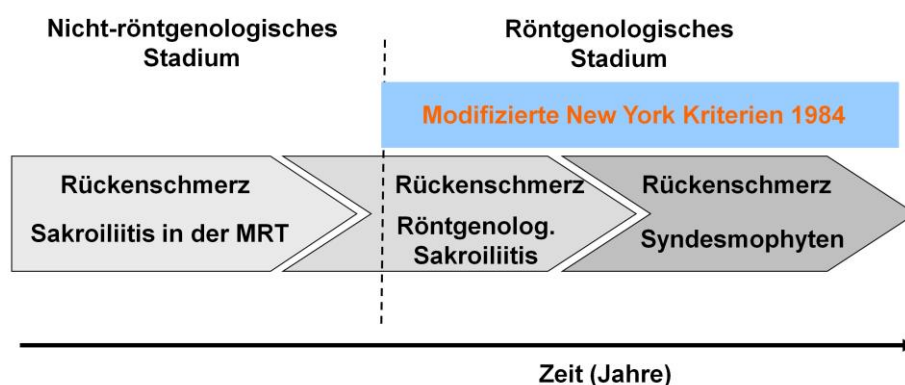 Nicht-röntgenologisches
Stadium
Röntgenologisches
Stadium
Modifizierte New York Kriterien 1984
Rückenschmerz
Sakroiliitis in der MRT
Rückenschmerz
Röntgenolog.
Sakroiliitis
Rückenschmerz
Syndesmophyten
Zeit (Jahre)